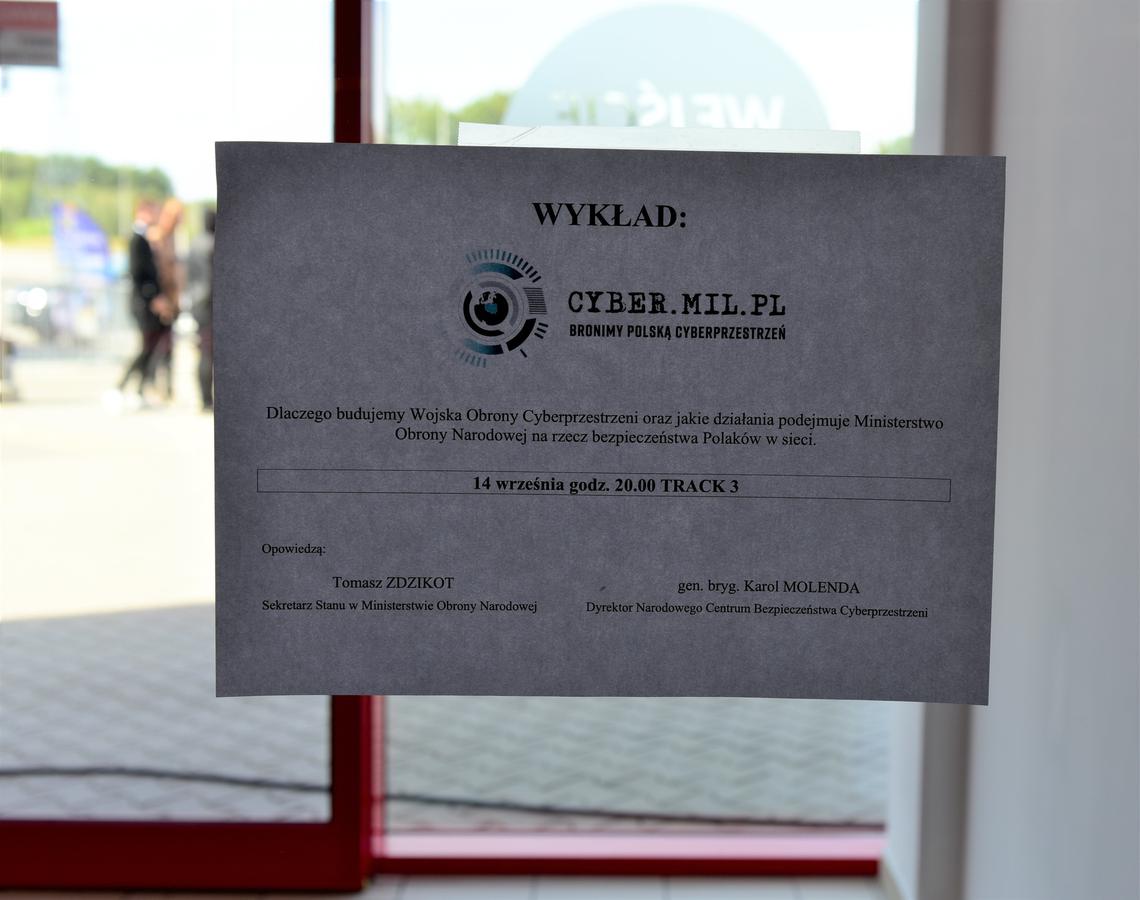 WEJŚCIE
WYKŁAD:
CYBER.MIL.PL
BRONIMY POLSKĄ CYBERPRZESTRZEŃ
Dlaczego budujemy Wojska Obrony Cyberprzestrzeni oraz jakie działania podejmuje Ministerstwo
Obrony Narodowej na rzecz bezpieczeństwa Polaków w sieci.
14 września godz. 20.00 TRACK 3
Opowiedzą:
Tomasz ZDZIKOT
Sekretarz Stanu w Ministerstwie Obrony Narodowej
gen. bryg. Karol MOLENDA
Dyrektor Narodowego Centrum Bezpieczeństwa Cyberprzestrzeni